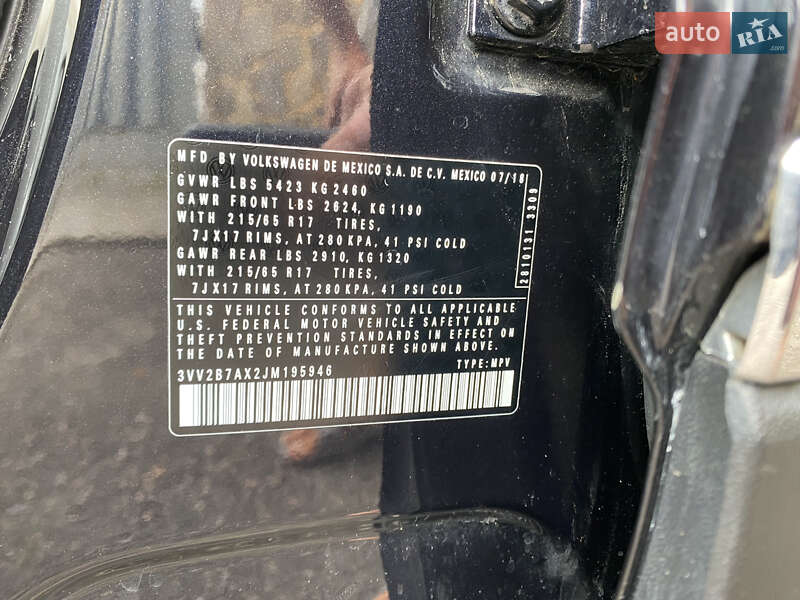 auto RIA.com
MFD BY VOLKSWAGEN DE MEXICO S.A. DE C.V. MEXICO 07/18
GVWR LBS 5423 KG 2460
GAWR FRONT LBS 2624, KG 1190
WITH 215/65 R17 TIRES,
7JX17 RIMS, AT 280 KPA, 41 PSI COLD
GAWR REAR LBS 2910, KG 1320
WITH 215/65 R17 TIRES,
7JX17 RIMS, AT 280 KPA, 41 PSI COLD
2810131 3309
THIS VEHICLE CONFORMS TO ALL APPLICABLE
U.S. FEDERAL MOTOR VEHICLE SAFETY AND
THEFT PREVENTION STANDARDS IN EFFECT ON
THE DATE OF MANUFACTURE SHOWN ABOVE.
3VV2B7AX2JM195946 TYPE: MPV